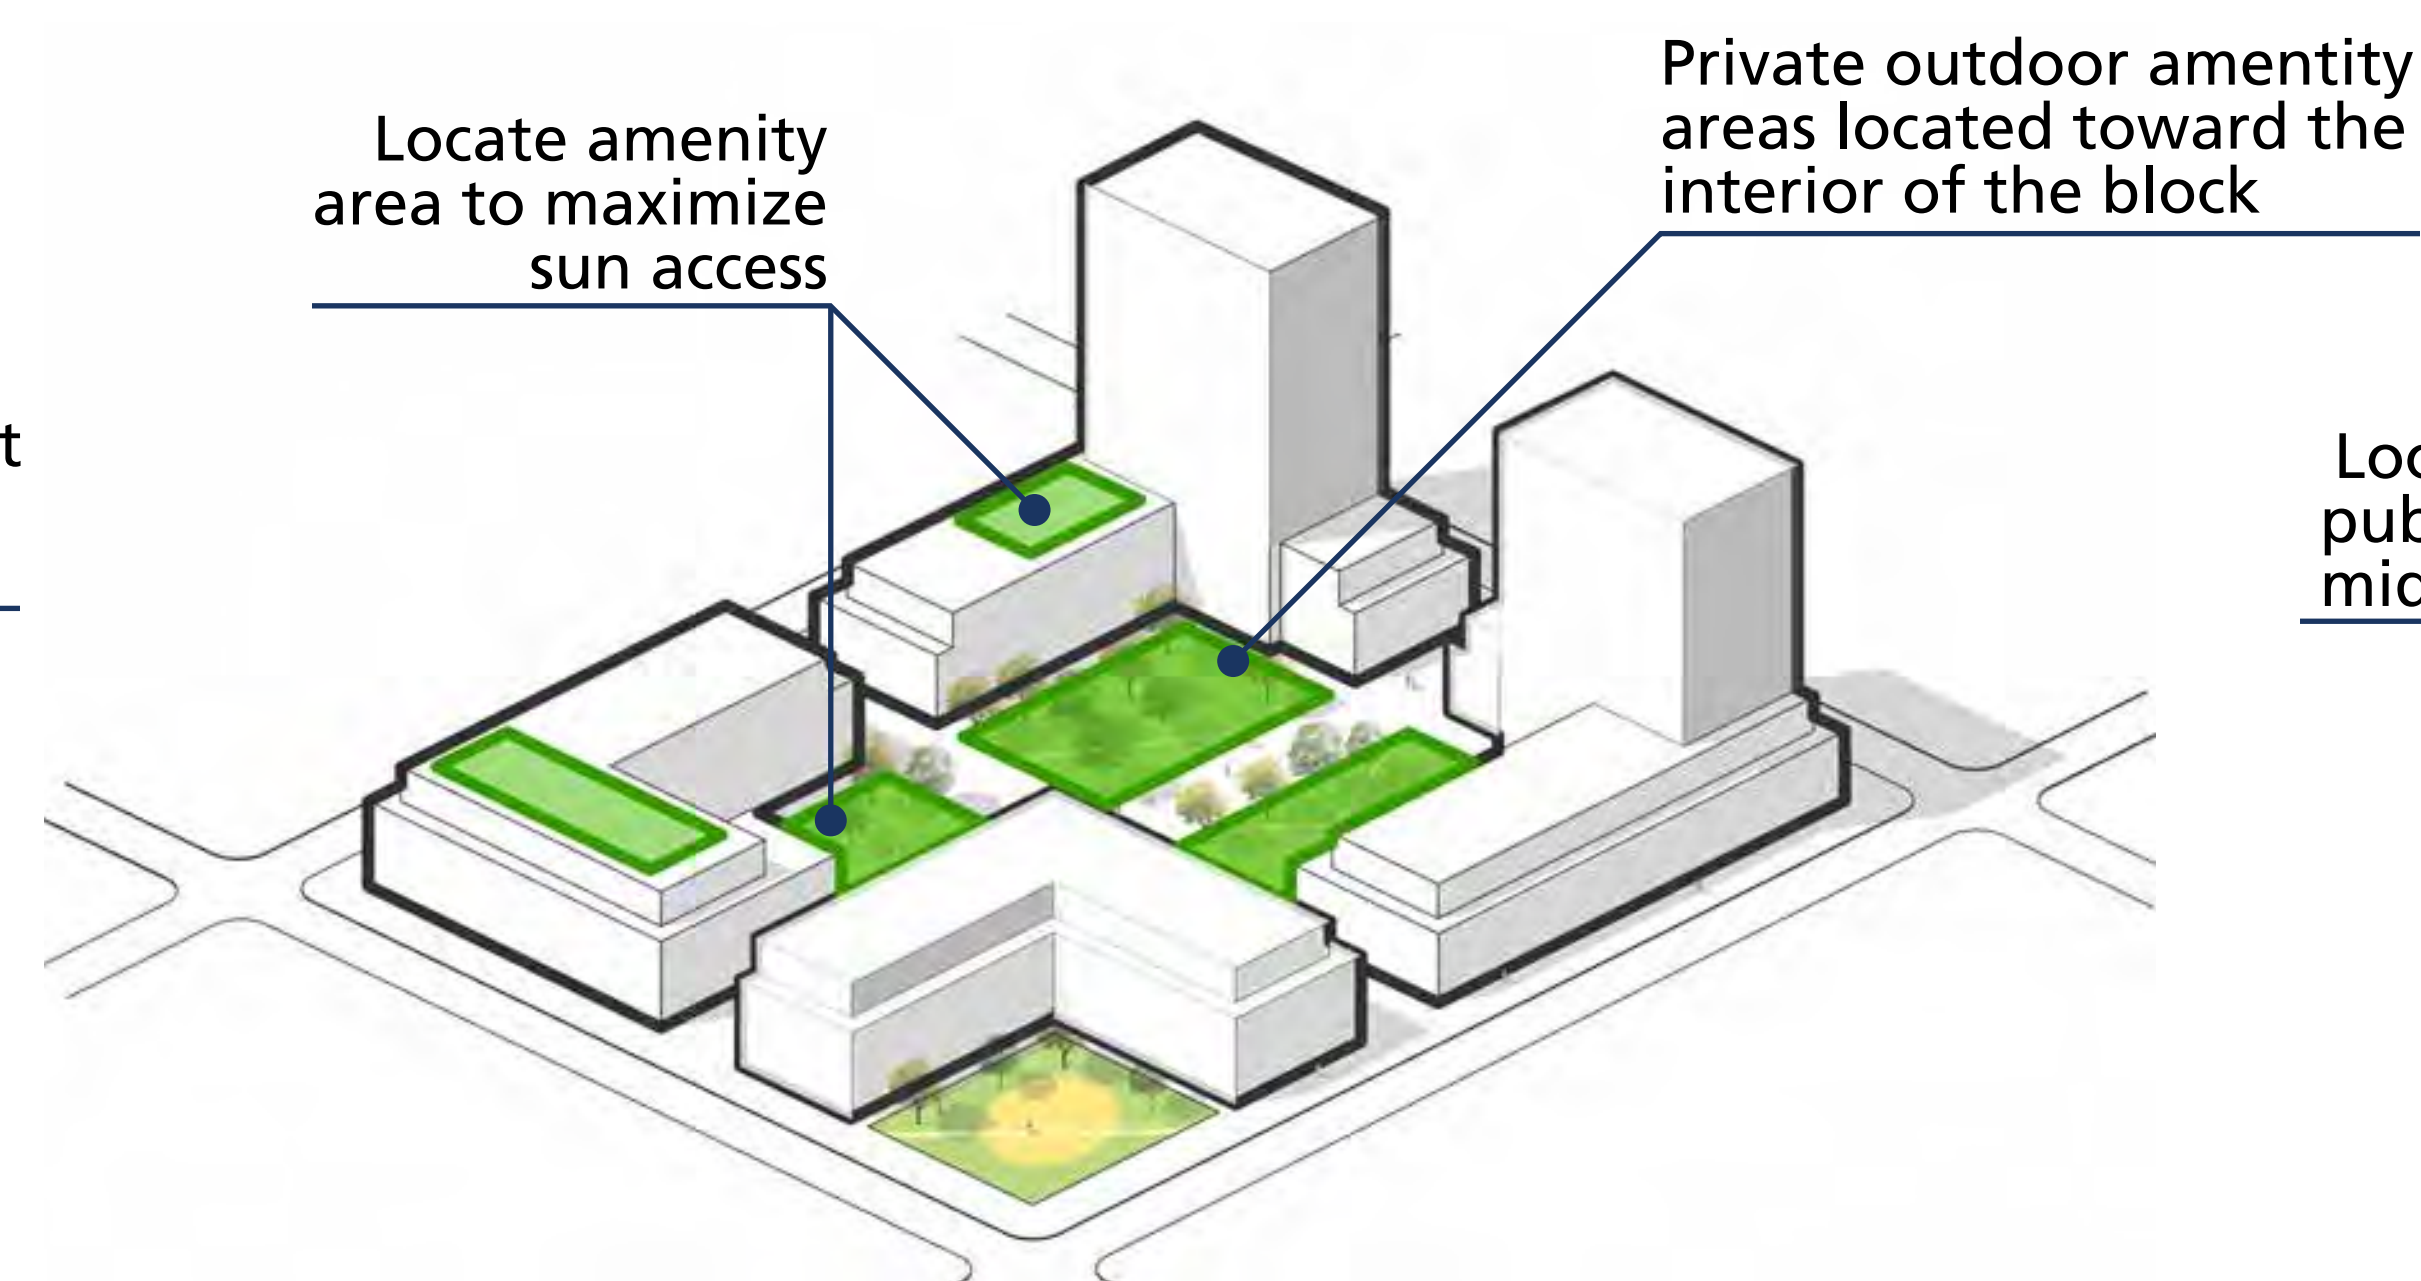 Private outdoor amentity
areas located toward the
interior of the block
Locate amenity
area to maximize
sun access